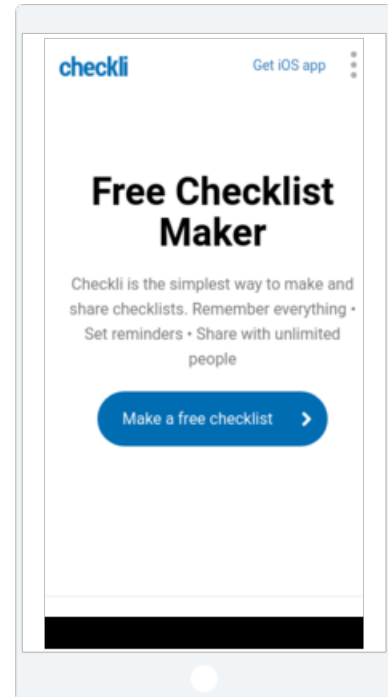 checkli
Get iOS app
Free Checklist
Maker
Checkli is the simplest way to make and
share checklists. Remember everything •
Set reminders • Share with unlimited
people
Make a free checklist